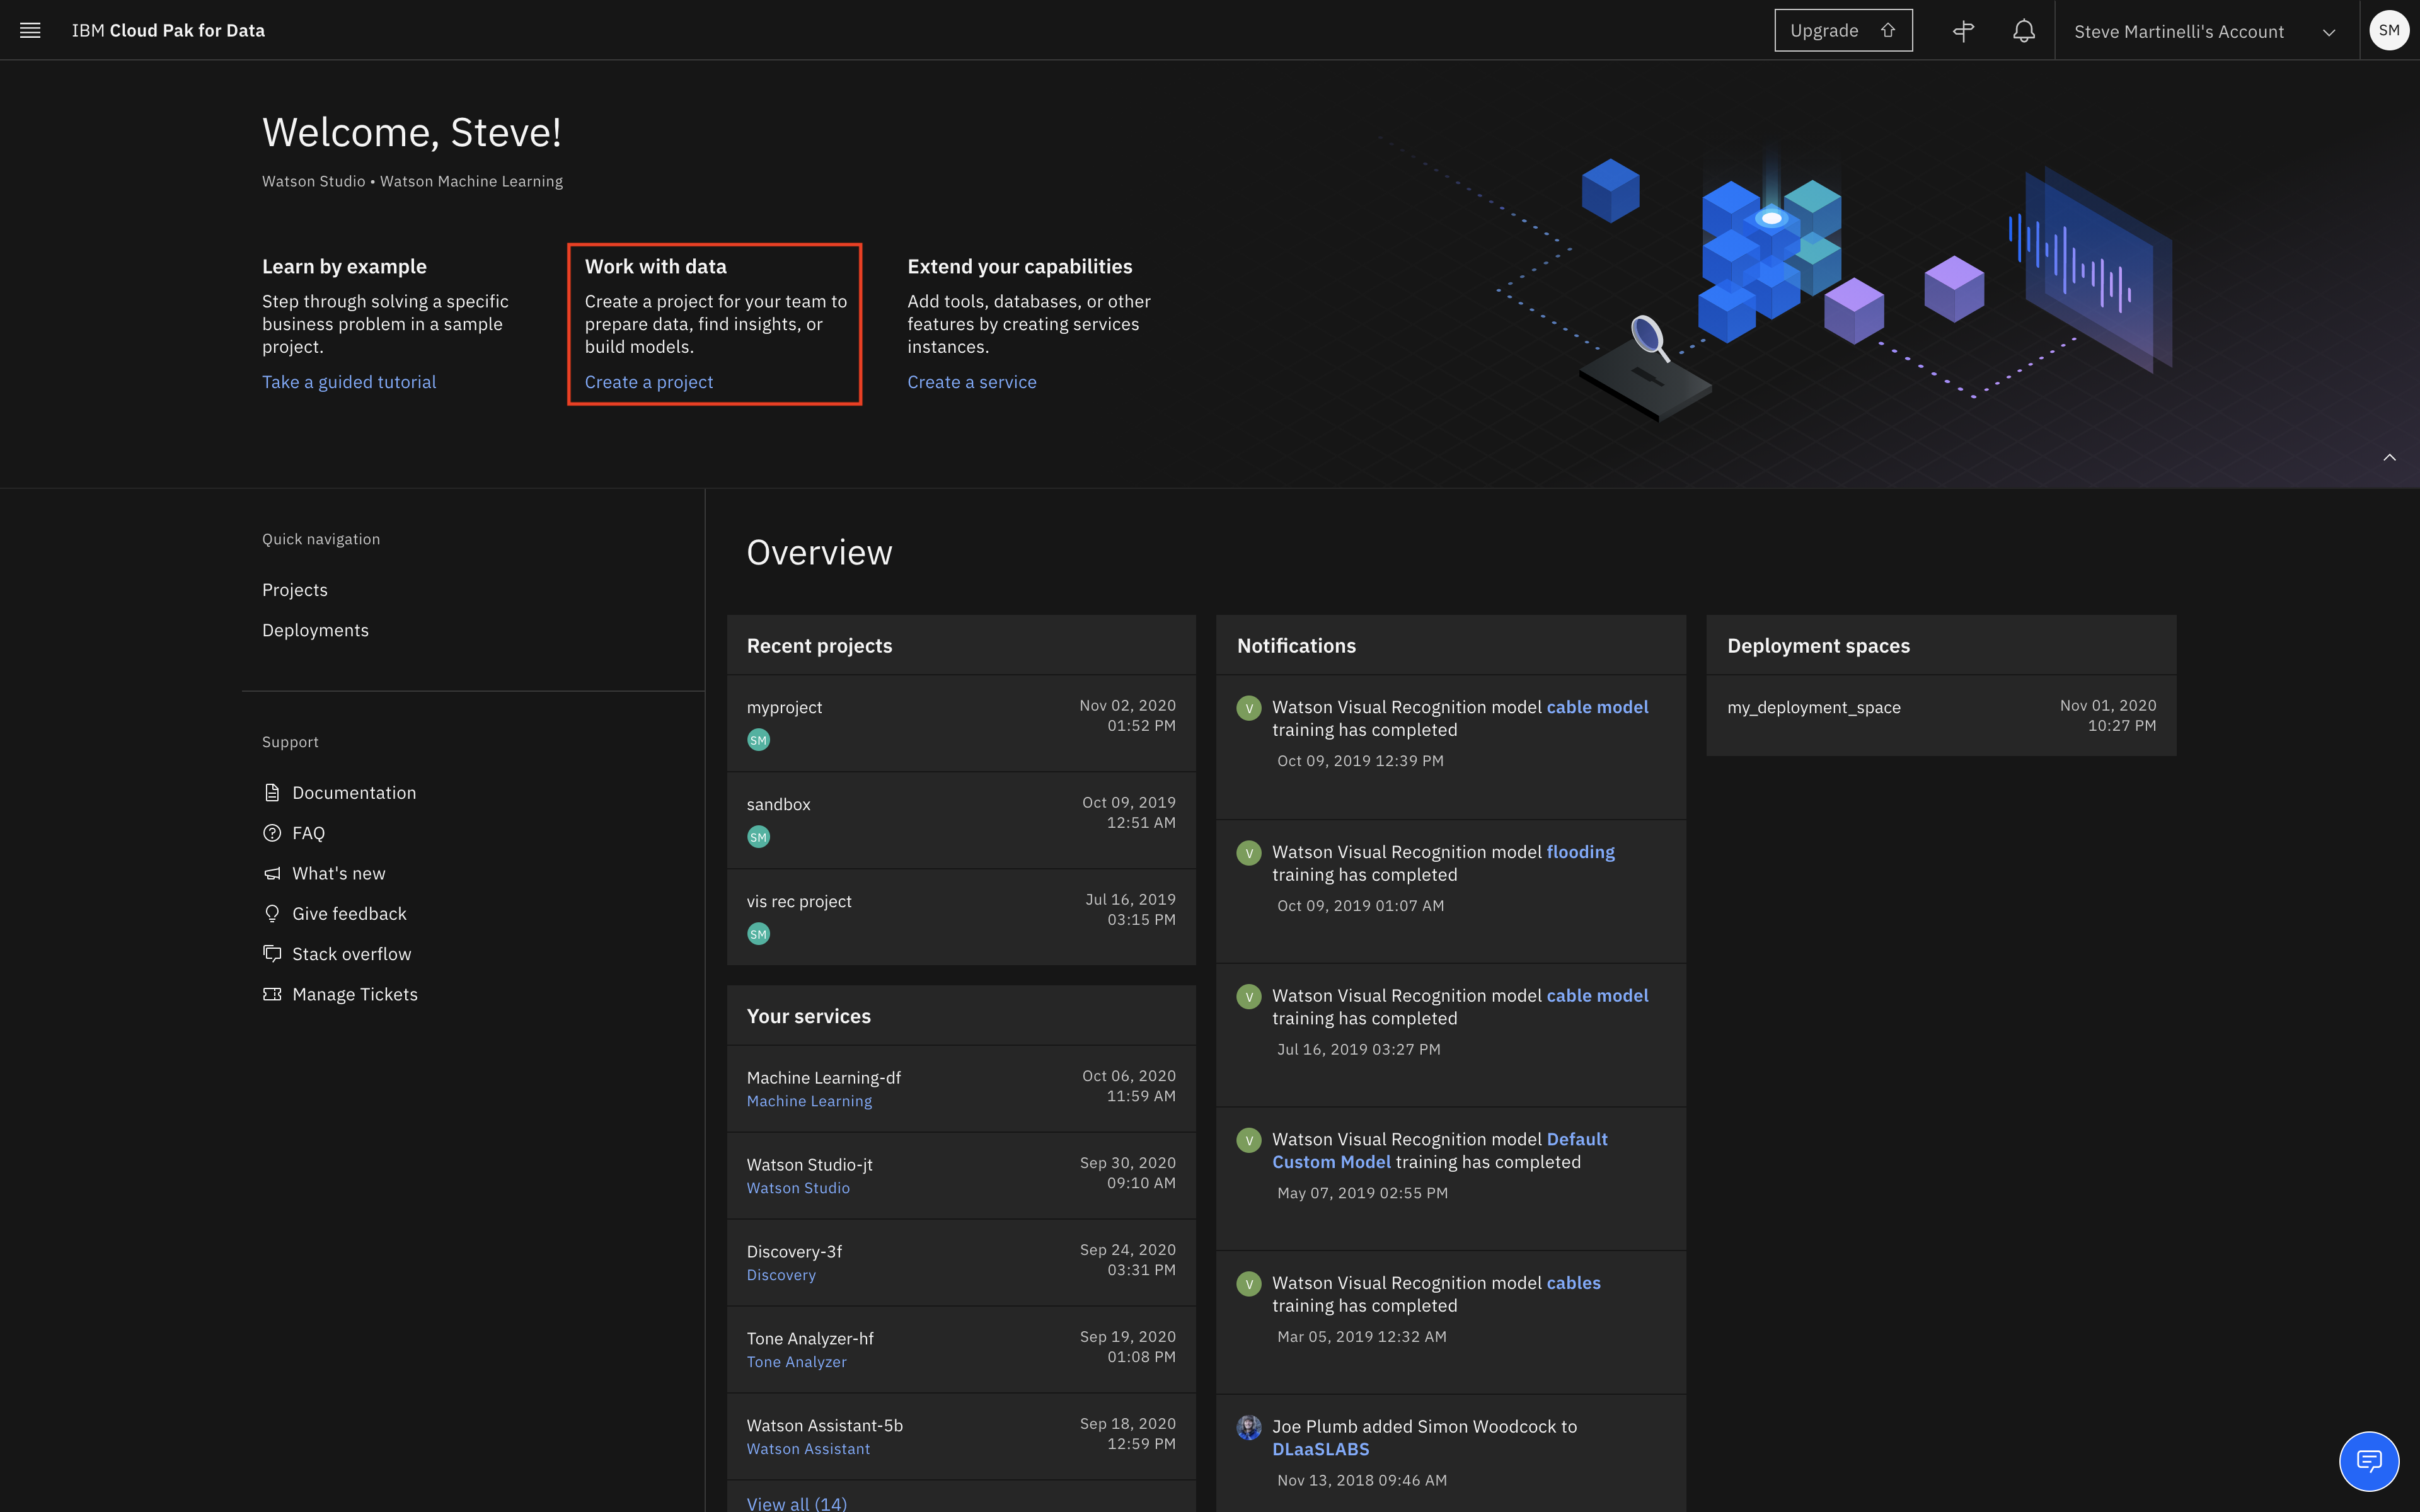 IBM Cloud Pak for Data
Upgrade
Steve Martinelli's Account
SM
Welcome, Steve!
Watson Studio • Watson Machine Learning
Learn by example
Step through solving a specific
business problem in a sample
project.
Take a guided tutorial
Work with data
Create a project for your team to
prepare data, find insights, or
build models.
Create a project
Extend your capabilities
Add tools, databases, or other
features by creating services
instances.
Create a service
Quick navigation
Projects
Deployments
Support
Documentation
FAQ
What's new
Give feedback
Stack overflow
Manage Tickets
Overview
Recent projects
myproject
Nov 02, 2020
01:52 PM
SM
sandbox
Oct 09, 2019
12:51 AM
SM
vis rec project
Jul 16, 2019
03:15 PM
SM
Your services
Machine Learning-df
Machine Learning
Oct 06, 2020
11:59 AM
Watson Studio-jt
Watson Studio
Sep 30, 2020
09:10 AM
Discovery-3f
Discovery
Sep 24, 2020
03:31 PM
Tone Analyzer-hf
Tone Analyzer
Sep 19, 2020
01:08 PM
Watson Assistant-5b
Watson Assistant
Sep 18, 2020
12:59 PM
View all (14)
Notifications
V
Watson Visual Recognition model cable model
training has completed
Oct 09, 2019 12:39 PM
V
Watson Visual Recognition model flooding
training has completed
Oct 09, 2019 01:07 AM
V
Watson Visual Recognition model cable model
training has completed
Jul 16, 2019 03:27 PM
V
Watson Visual Recognition model Default
Custom Model training has completed
May 07, 2019 02:55 PM
V
Watson Visual Recognition model cables
training has completed
Mar 05, 2019 12:32 AM
Joe Plumb added Simon Woodcock to
DLaaSLABS
Nov 13, 2018 09:46 AM
Deployment spaces
my_deployment_space
Nov 01, 2020
10:27 PM